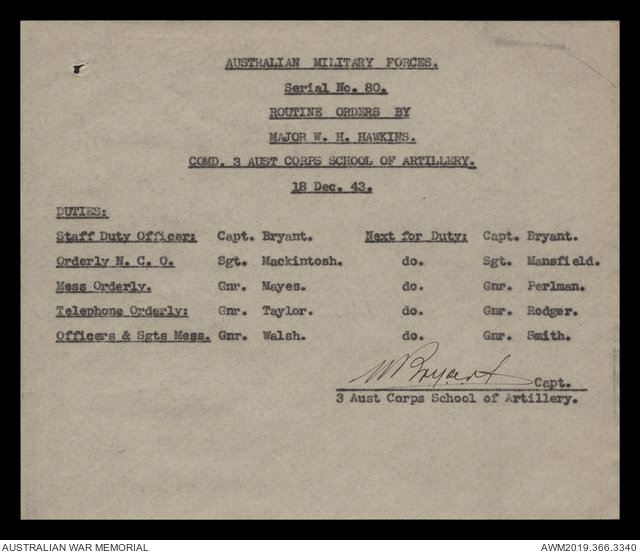 AUSTRALIAN MILITARY FORCES.
Serial No. 80.
ROUTINE ORDERS BY
MAJOR W. H. HAWKINS.
COMD. 3 AUST CORPS SCHOOL OF ARTILLERY.
18 Dec. 43.
DUTIES:
Staff Duty Officer: Capt. Bryant. Next for Duty: Capt. Bryant.
Orderly N. C. O. Sgt. Mackintosh. do. Sgt. Mansfield.
Mess Orderly. Gnr. Mayes. do. Gnr. Perlman.
Telephone Orderly: Gnr. Taylor. do. Gnr. Rodger.
Officers & Sgts Mess. Gnr. Walsh. do. Gnr. Smith.
WBryant Capt.
3 Aust Corps School of Artillery.
AUSTRALIAN WAR MEMORIAL AWM2019.366.3340